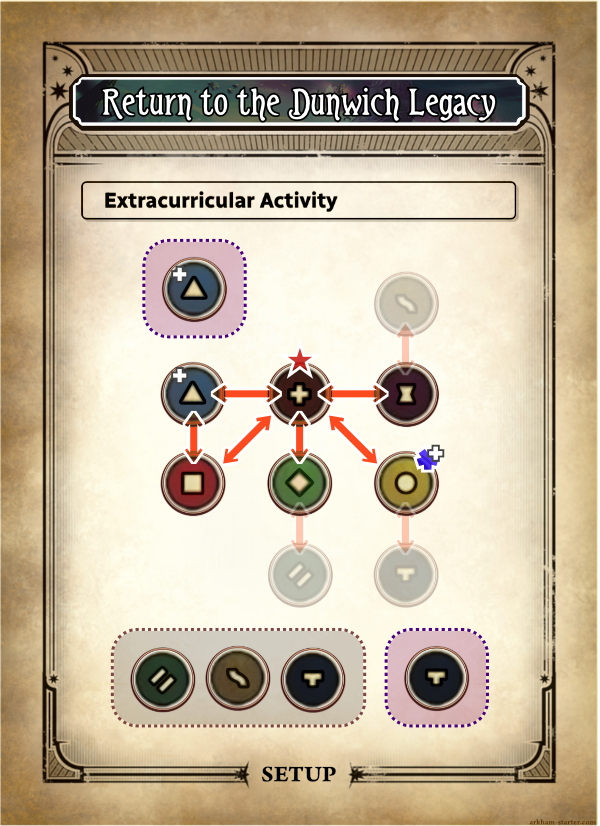 Return to the Dunwich Legacy
Extracurricular Activity
SETUP
arkham-starter.com